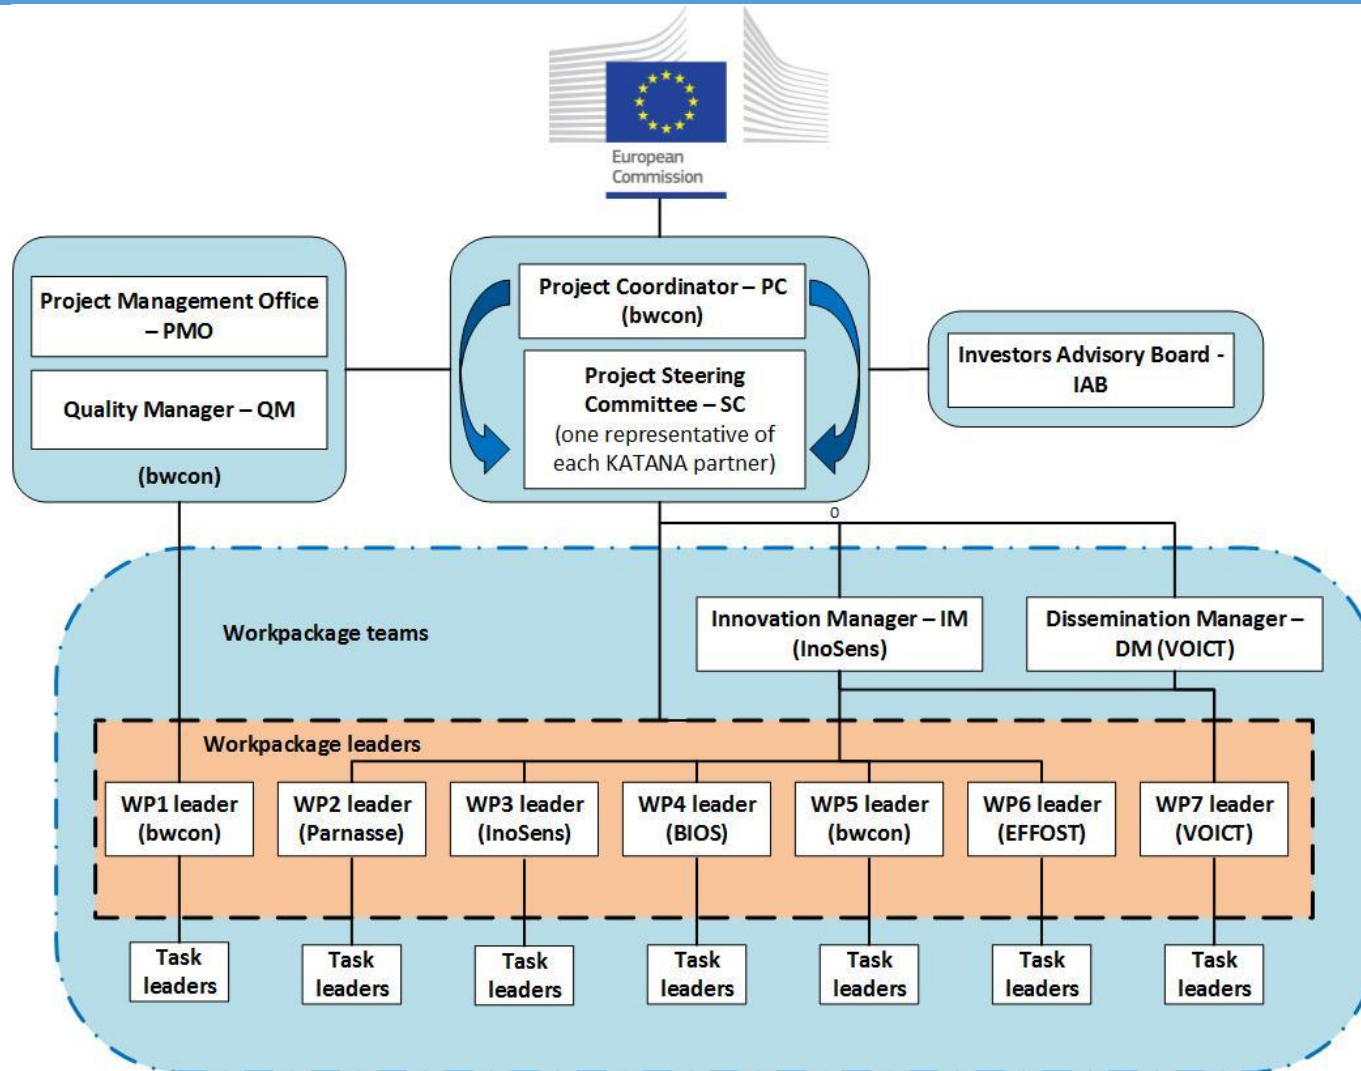 European
Commission
Project Management Office
– PMO
Quality Manager – QM
(bwcon)
Project Coordinator – PC
(bwcon)
Project Steering
Committee – SC
(one representative of
each KATANA partner)
Investors Advisory Board -
IAB
0
Workpackage teams
Innovation Manager – IM
(InoSens)
Dissemination Manager –
DM (VOICT)
Workpackage leaders
WP1 leader
(bwcon)
WP2 leader
(Parnasse)
WP3 leader
(InoSens)
WP4 leader
(BIOS)
WP5 leader
(bwcon)
WP6 leader
(EFFOST)
WP7 leader
(VOICT)
Task
leaders
Task
leaders
Task
leaders
Task
leaders
Task
leaders
Task
leaders
Task
leaders